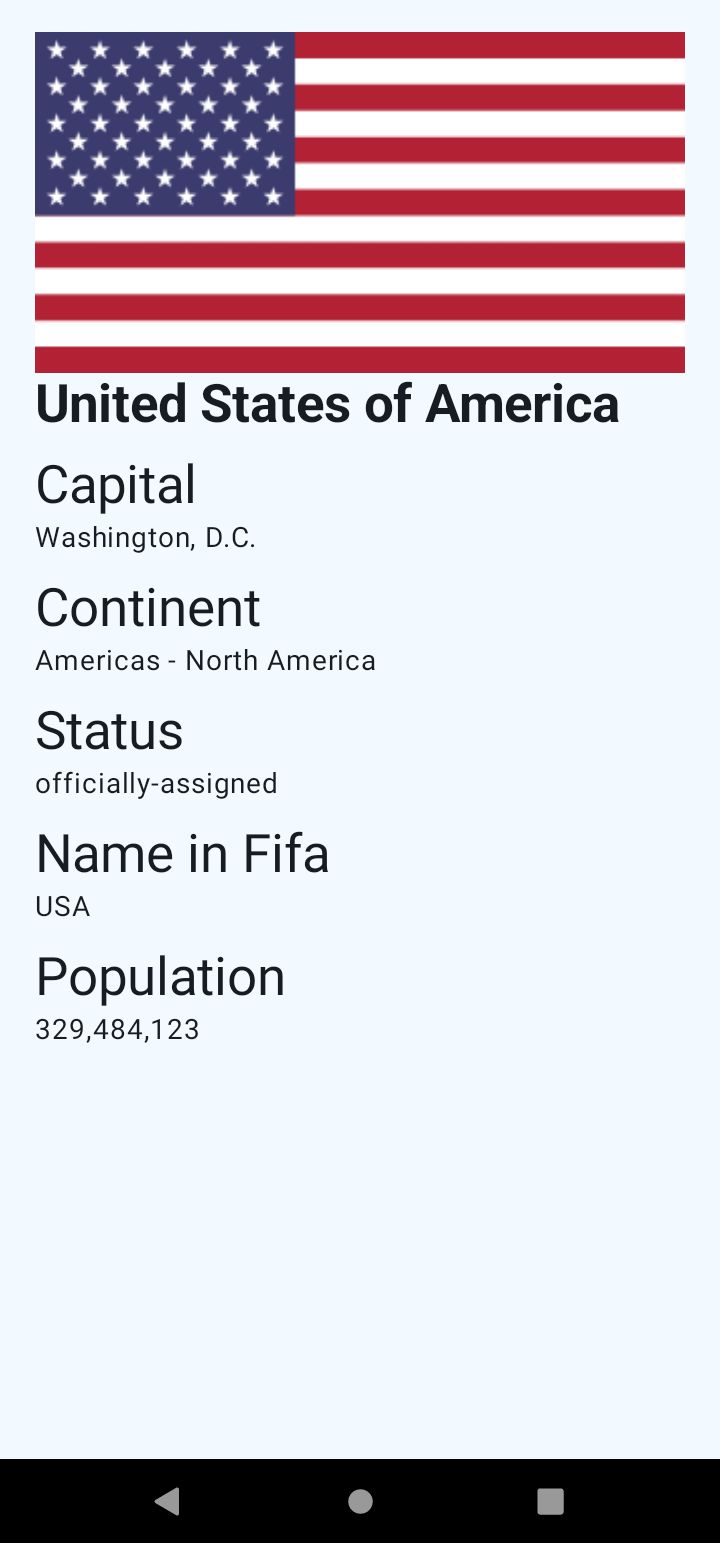 United States of America
Capital
Washington, D.C.
Continent
Americas - North America
Status
officially-assigned
Name in Fifa
USA
Population
329,484,123